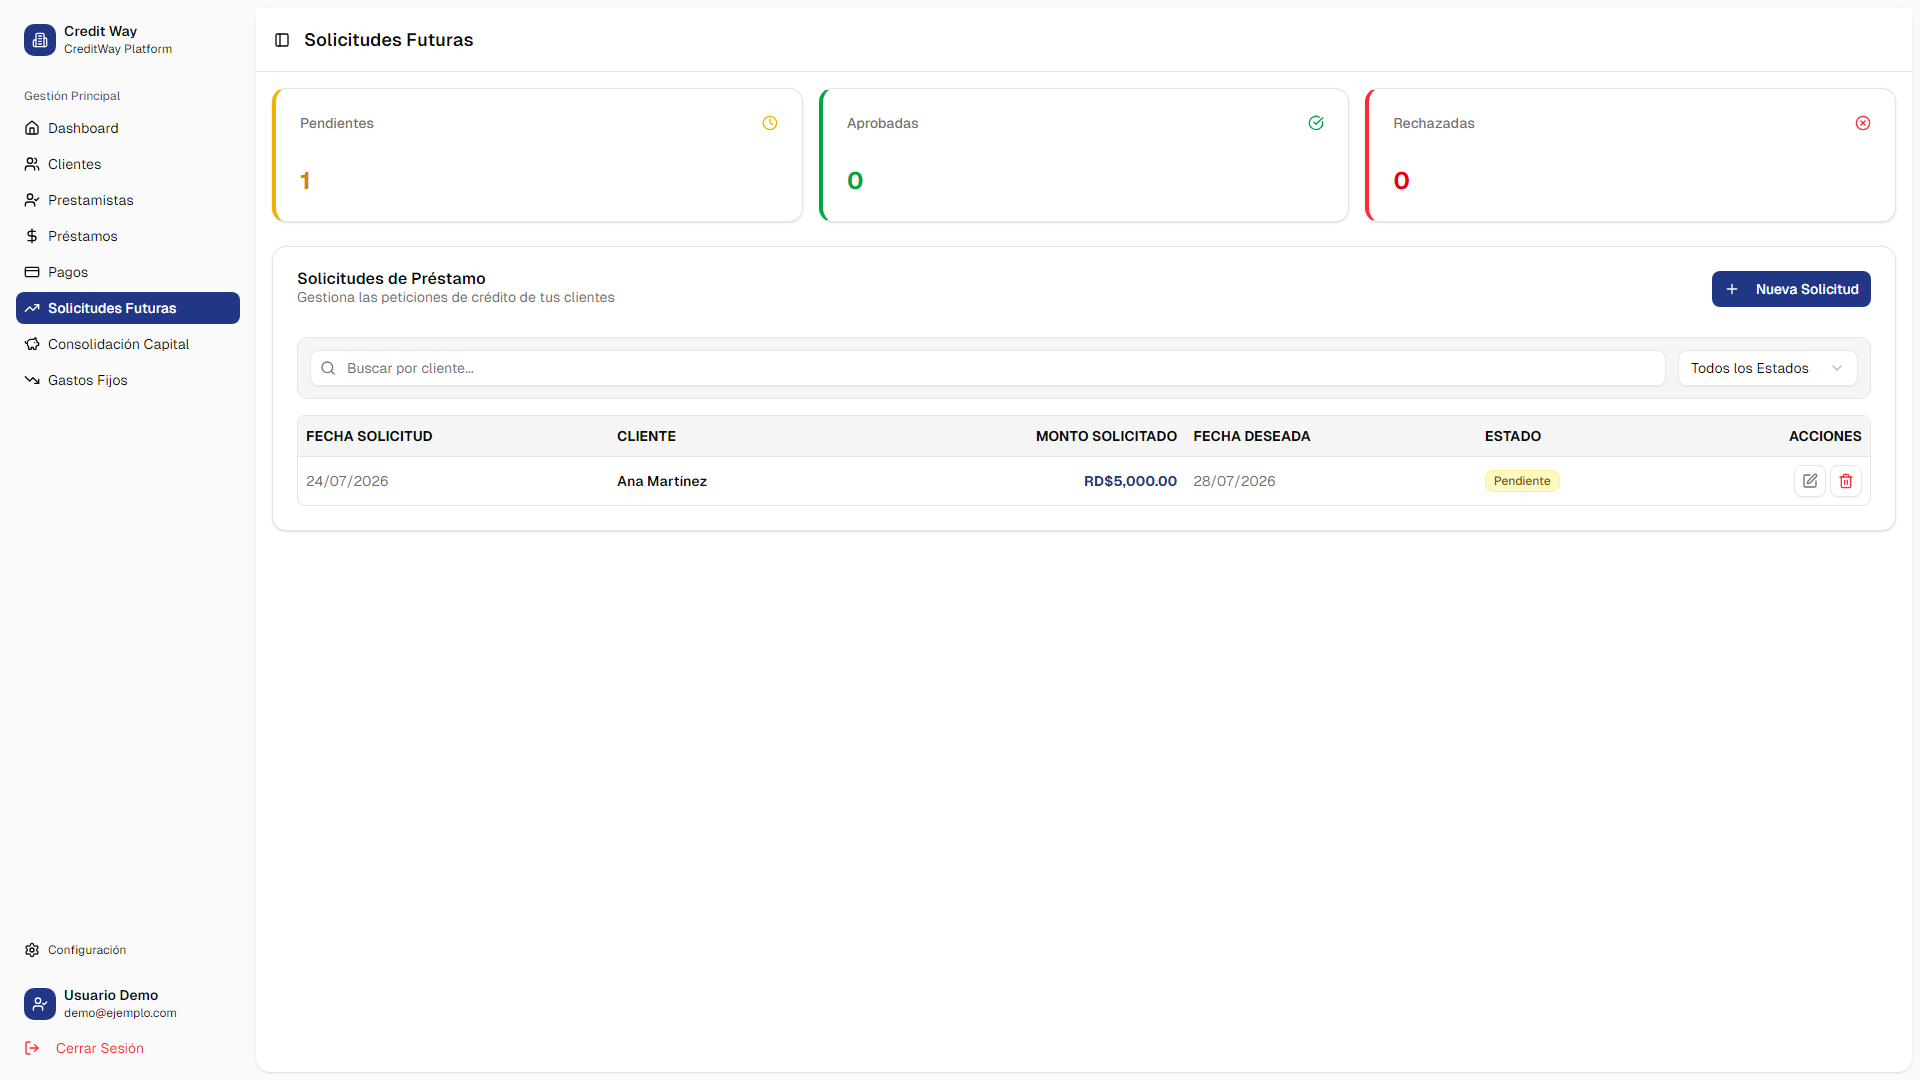 Credit Way
CreditWay Platform
Gestión Principal
Dashboard
Clientes
Prestamistas
Préstamos
Pagos
Solicitudes Futuras
Consolidación Capital
Gastos Fijos
Configuración
Usuario Demo
demo@ejemplo.com
Cerrar Sesión
Solicitudes Futuras
Pendientes
1
Aprobadas
0
Rechazadas
0
Solicitudes de Préstamo
Gestiona las peticiones de crédito de tus clientes
Nueva Solicitud
Buscar por cliente...
Todos los Estados
FECHA SOLICITUD CLIENTE MONTO SOLICITADO FECHA DESEADA ESTADO ACCIONES
24/07/2026 Ana Martínez RD$5,000.00 28/07/2026 Pendiente